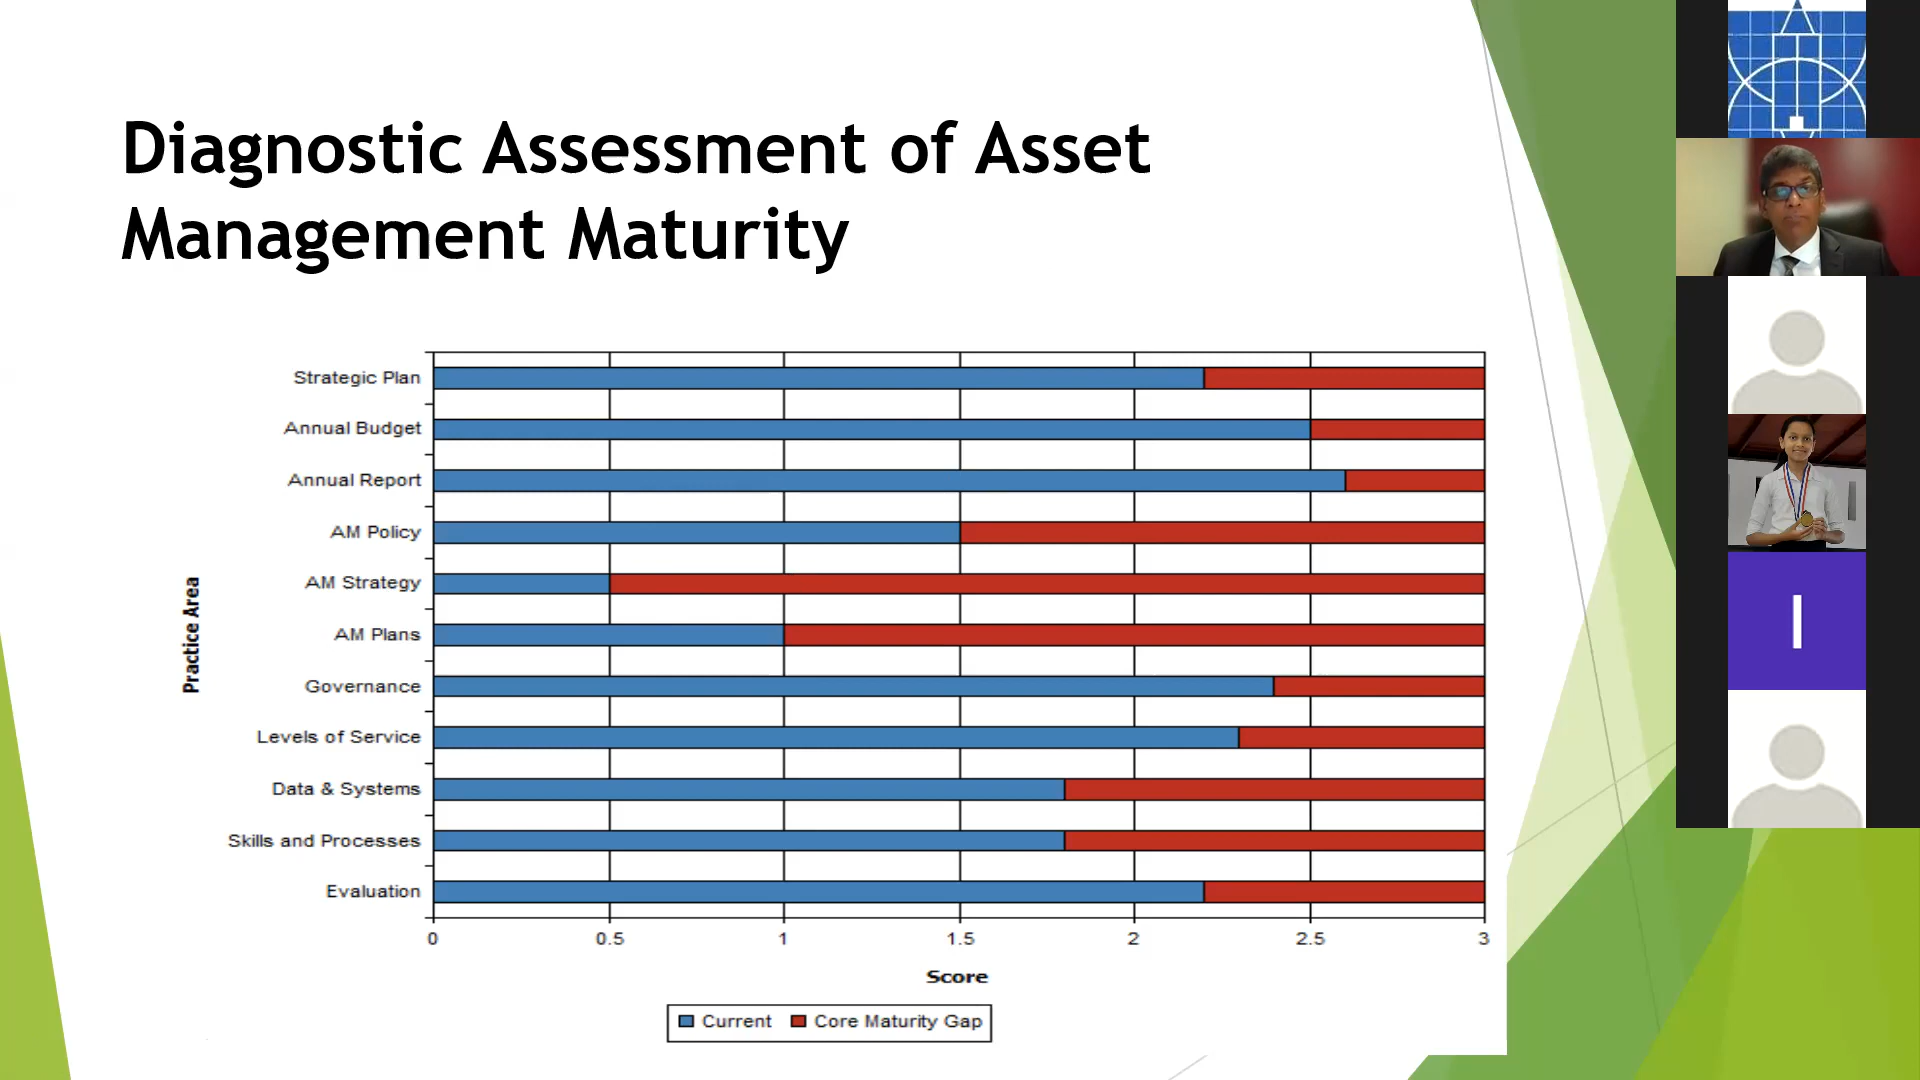 Diagnostic Assessment of Asset
Management Maturity
Practice Area
Strategic Plan
Annual Budget
Annual Report
AM Policy
AM Strategy
AM Plans
Governance
Levels of Service
Data & Systems
Skills and Processes
Evaluation
0 0.5 1 1.5 2 2.5 3
Score
Current Core Maturity Gap
I